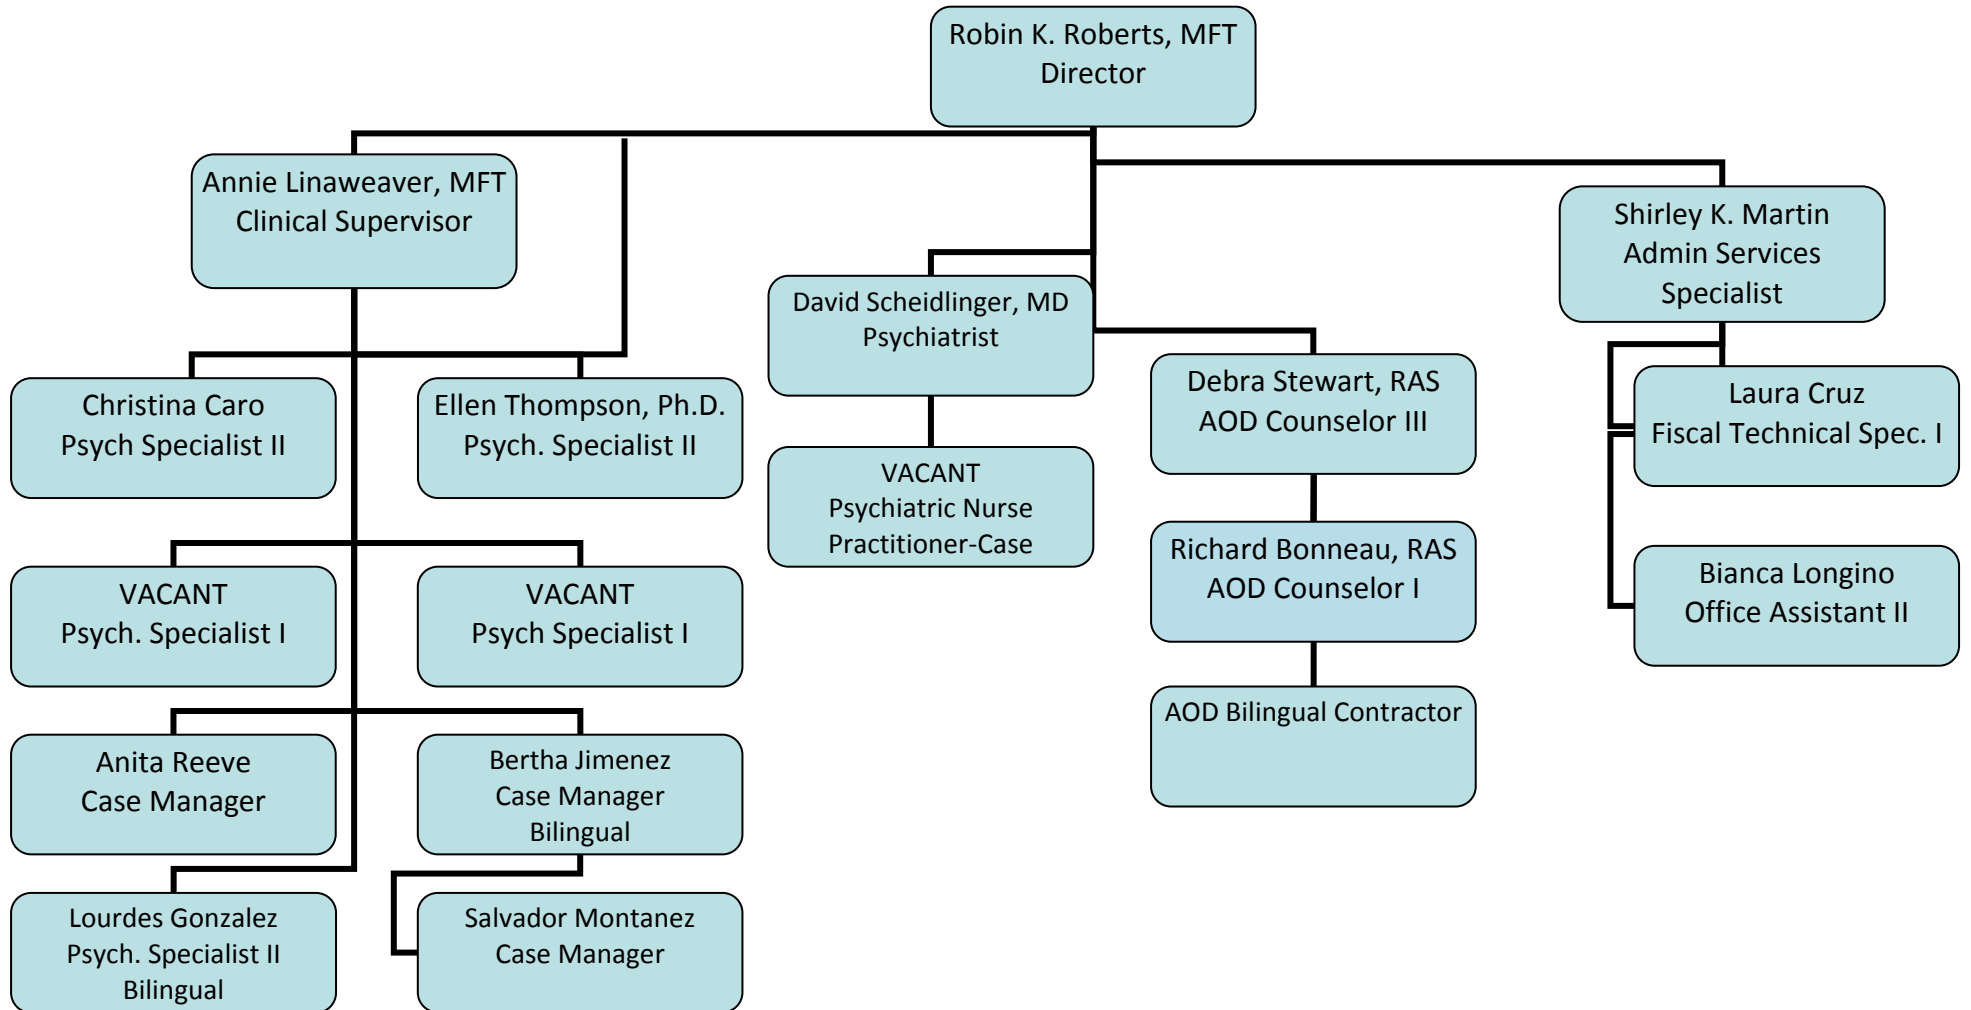 Robin K. Roberts, MFT
Director
Annie Linaweaver, MFT
Clinical Supervisor
Shirley K. Martin
Admin Services
Specialist
David Scheidlinger, MD
Psychiatrist
Debra Stewart, RAS
AOD Counselor III
Laura Cruz
Fiscal Technical Spec. I
Christina Caro
Psych Specialist II
Ellen Thompson, Ph.D.
Psych. Specialist II
VACANT
Psychiatric Nurse
Practitioner-Case
Richard Bonneau, RAS
AOD Counselor I
Bianca Longino
Office Assistant II
VACANT
Psych. Specialist I
VACANT
Psych Specialist I
AOD Bilingual Contractor
Anita Reeve
Case Manager
Bertha Jimenez
Case Manager
Bilingual
Lourdes Gonzalez
Psych. Specialist II
Bilingual
Salvador Montanez
Case Manager